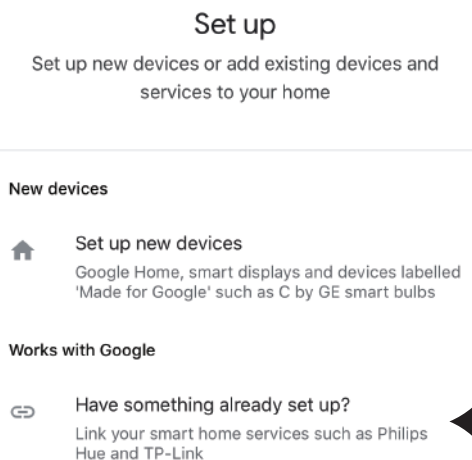 Set up
Set up new devices or add existing devices and
services to your home
New devices
Set up new devices
Google Home, smart displays and devices labelled
'Made for Google' such as C by GE smart bulbs
Works with Google
Have something already set up?
Link your smart home services such as Philips
Hue and TP-Link